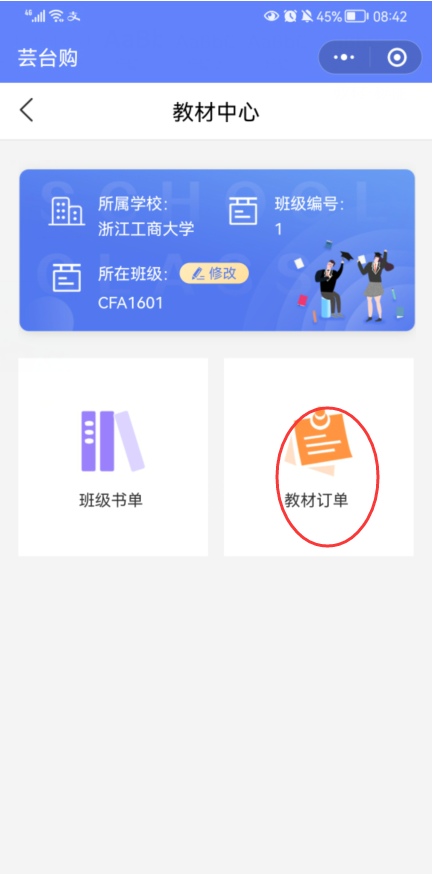 45% 08:42
芸台购
教材中心
所属学校：
浙江工商大学
班级编号：
1
所在班级：
修改
CFA1601
班级书单
教材订单